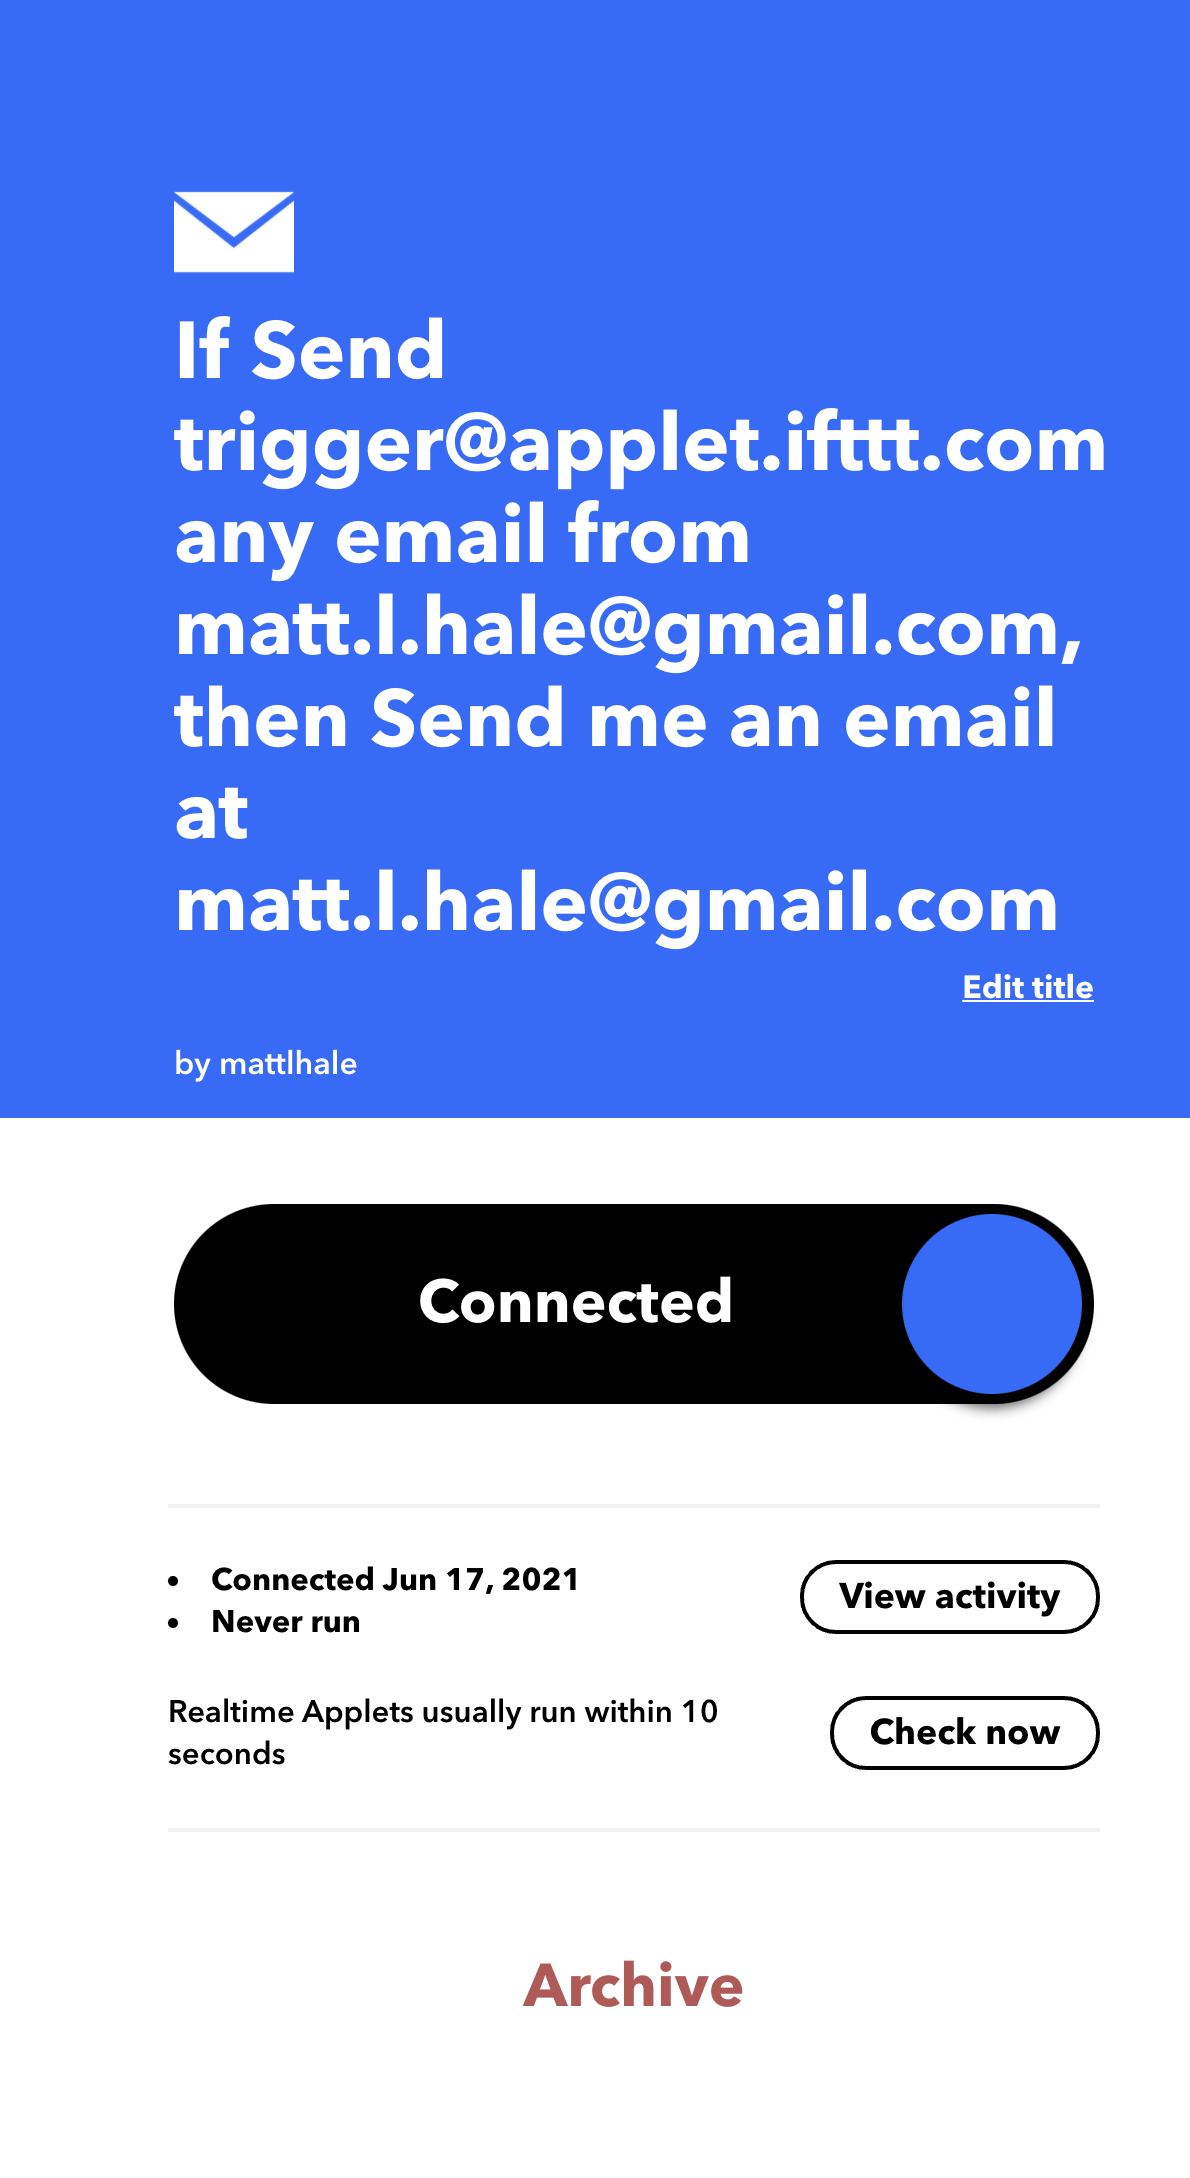 If Send
trigger@applet.ifttt.com
any email from
matt.l.hale@gmail.com,
then Send me an email
at
matt.l.hale@gmail.com
Edit title
by mattlhale
Connected
• Connected Jun 17, 2021
• Never run
View activity
Realtime Applets usually run within 10
seconds
Check now
Archive